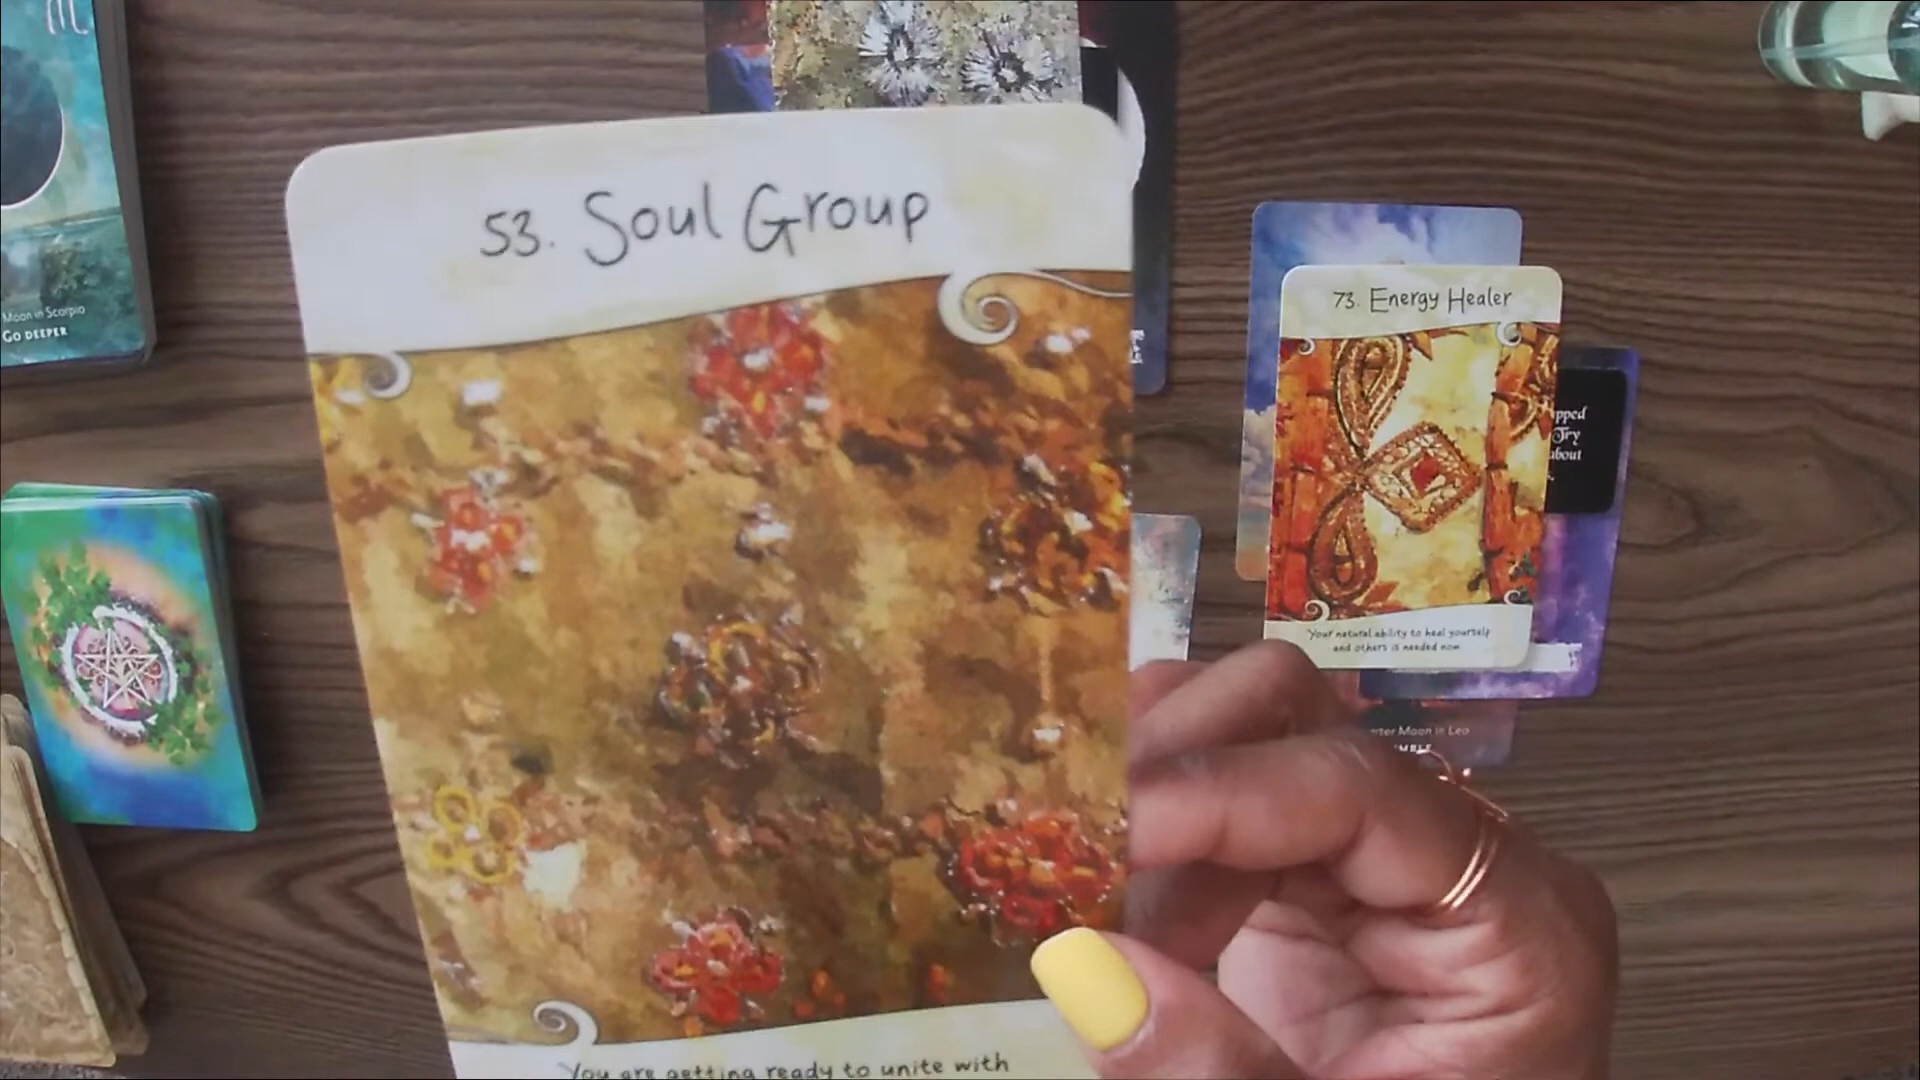 53. Soul Group
You are getting ready to unite with
73. Energy Healer
Your natural ability to heal yourself
and others is needed now
Try
about
Moon in Leo
Moon in Scorpio
GO DEEPER